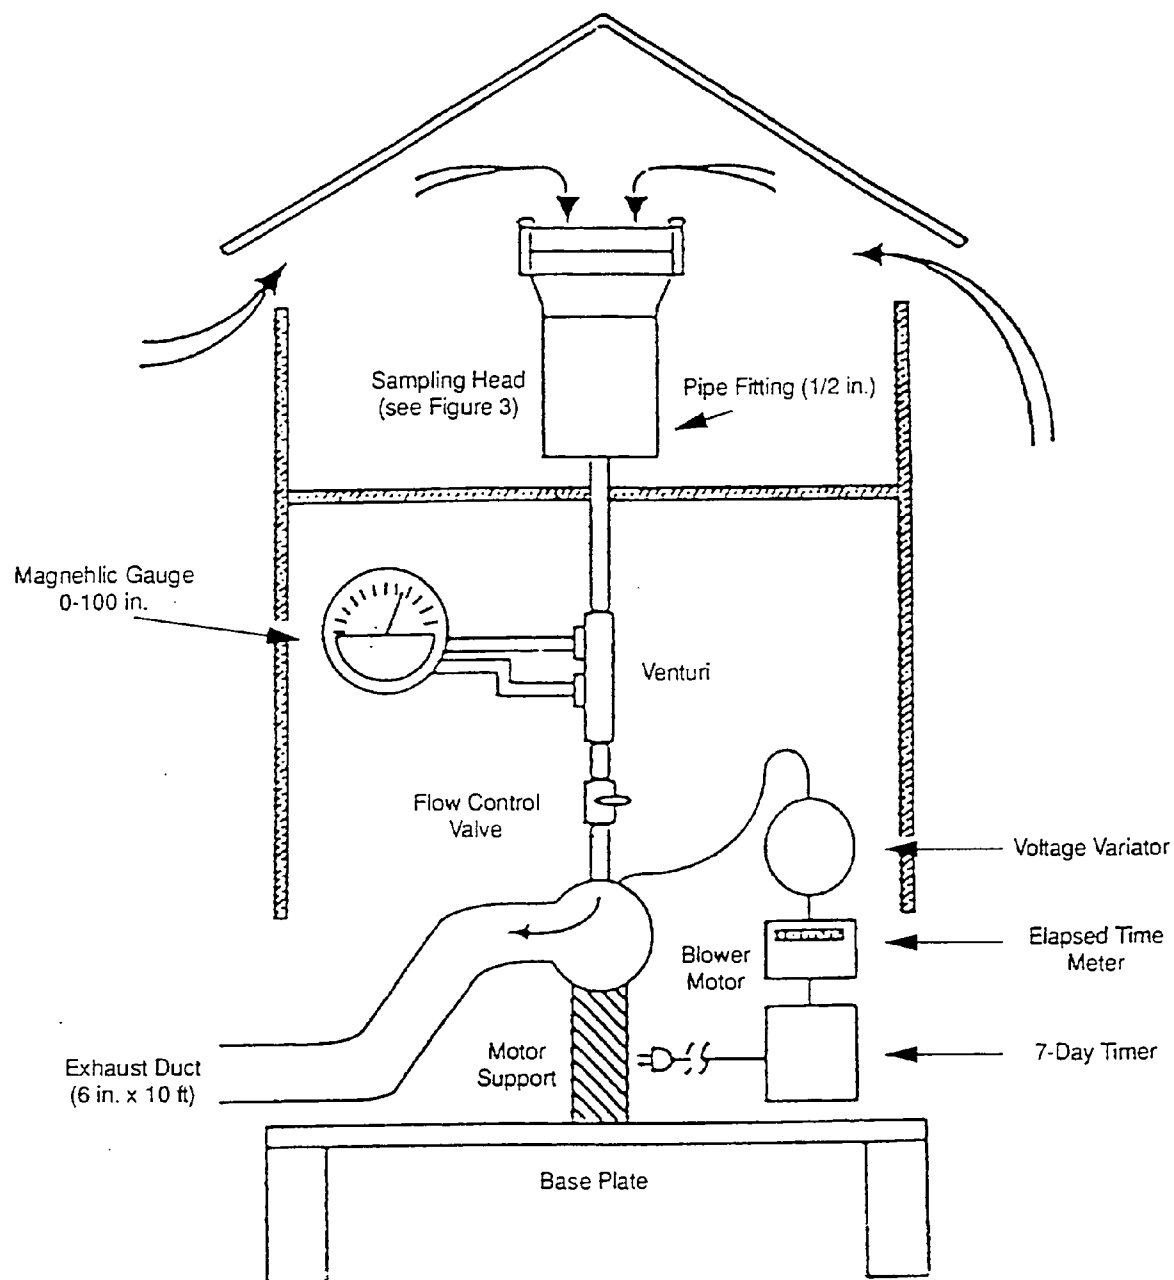 Sampling Head
(see Figure 3)
Pipe Fitting (1/2 in.)
Magnehlic Gauge
0-100 in.
Venturi
Flow Control
Valve
Voltage Variator
Elapsed Time
Meter
Blower
Motor
Exhaust Duct
(6 in. x 10 ft)
Motor
Support
7-Day Timer
Base Plate